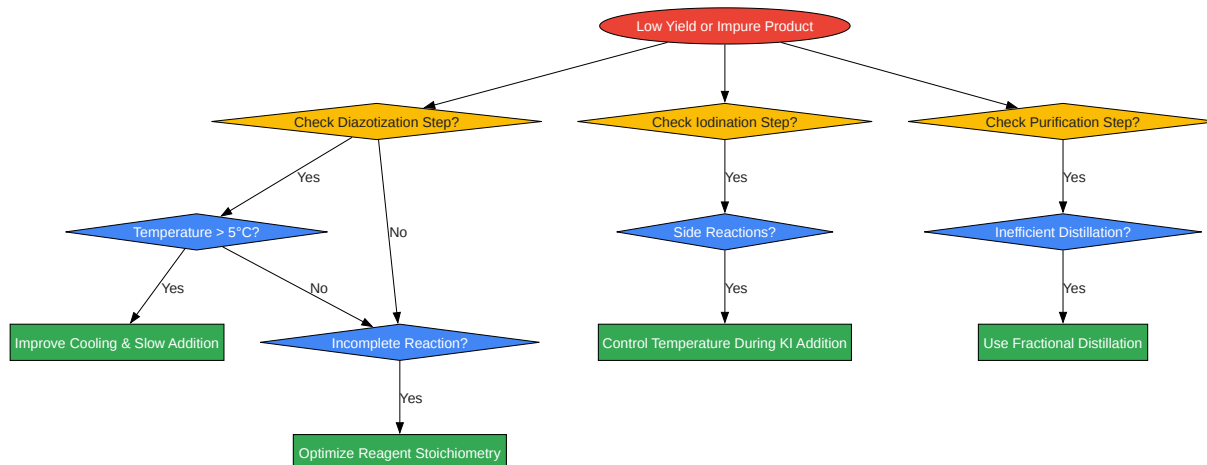 Low Yield or Impure Product
Check Diazotization Step?
Check Iodination Step?
Check Purification Step?
Yes
Yes
Yes
Temperature > 5°C?
No
Side Reactions?
Inefficient Distillation?
Yes
No
Yes
Yes
Improve Cooling & Slow Addition
Incomplete Reaction?
Control Temperature During KI Addition
Use Fractional Distillation
Yes
Optimize Reagent Stoichiometry